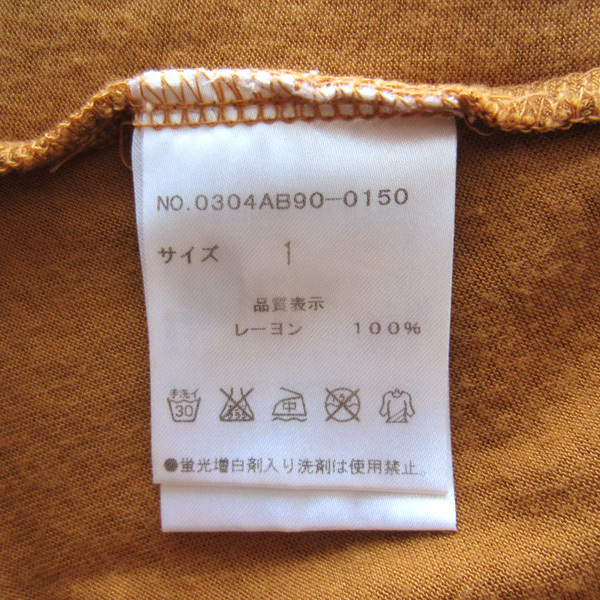 NO.0304AB90-0150
サイズ 1
品質表示
レーヨン 100%
手洗イ 30 中
●蛍光増白剤入り洗剤は使用禁止。